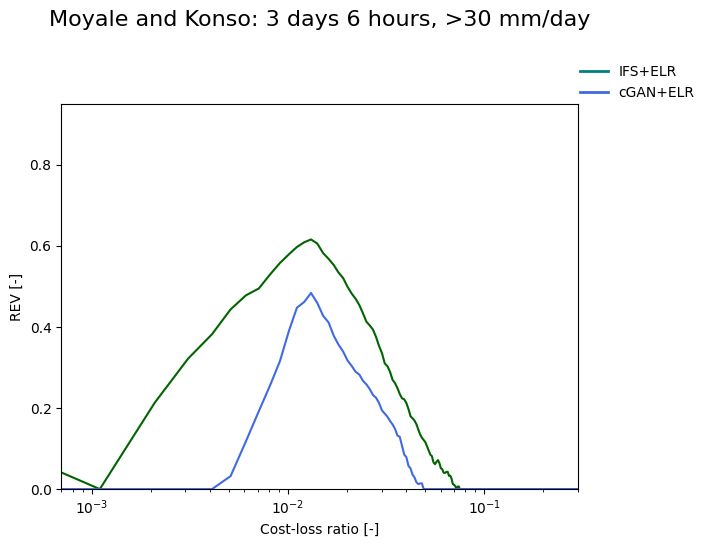 Moyale and Konso: 3 days 6 hours, >30 mm/day
IFS+ELR
cGAN+ELR
0.8
0.6
0.4
0.2
0.0
REV [-]
10⁻³
10⁻²
10⁻¹
Cost-loss ratio [-]